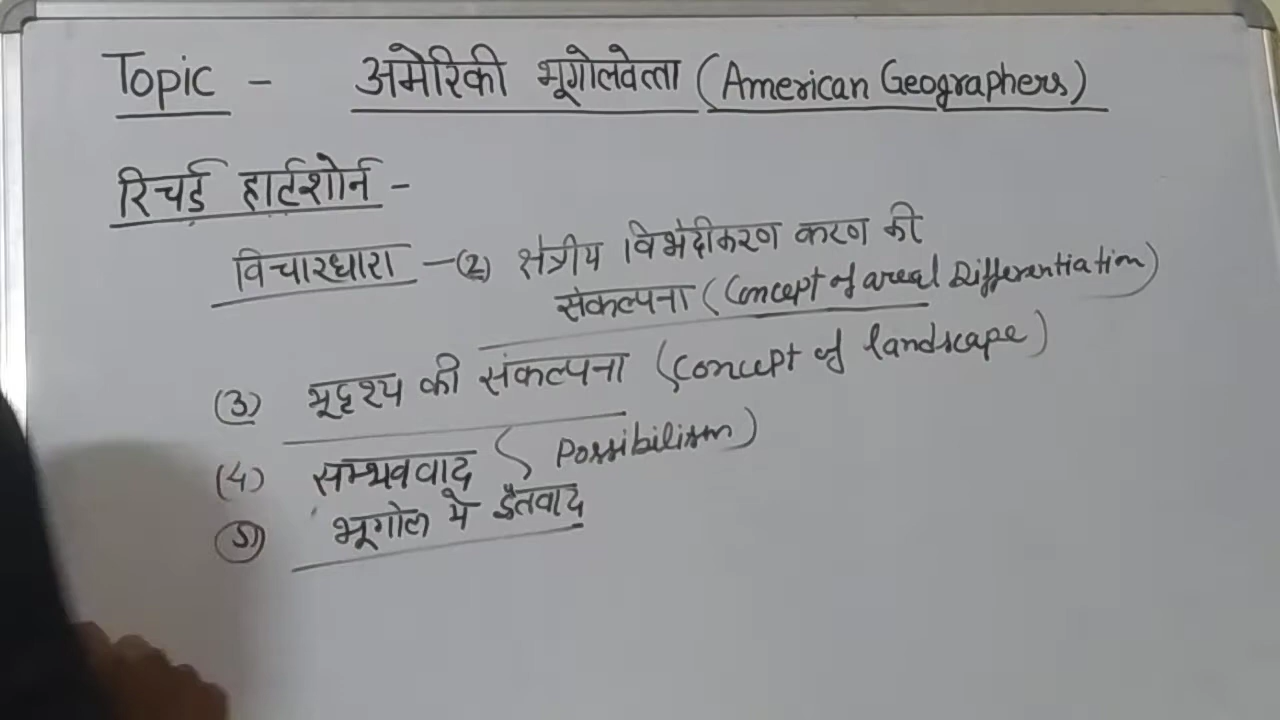 Topic - अमेरिकी भूगोलवेत्ता (American Geographers)
रिचर्ड हार्टशोर्न -
विचारधारा - (2) क्षेत्रीय विभेदीकरण करण की
संकल्पना (Concept of areal Differentiation)
(3) भूदृश्य की संकल्पना (Concept of landscape)
(4) सम्भववाद ( Possibilism)
(5) भूगोल मे द्वैतवाद